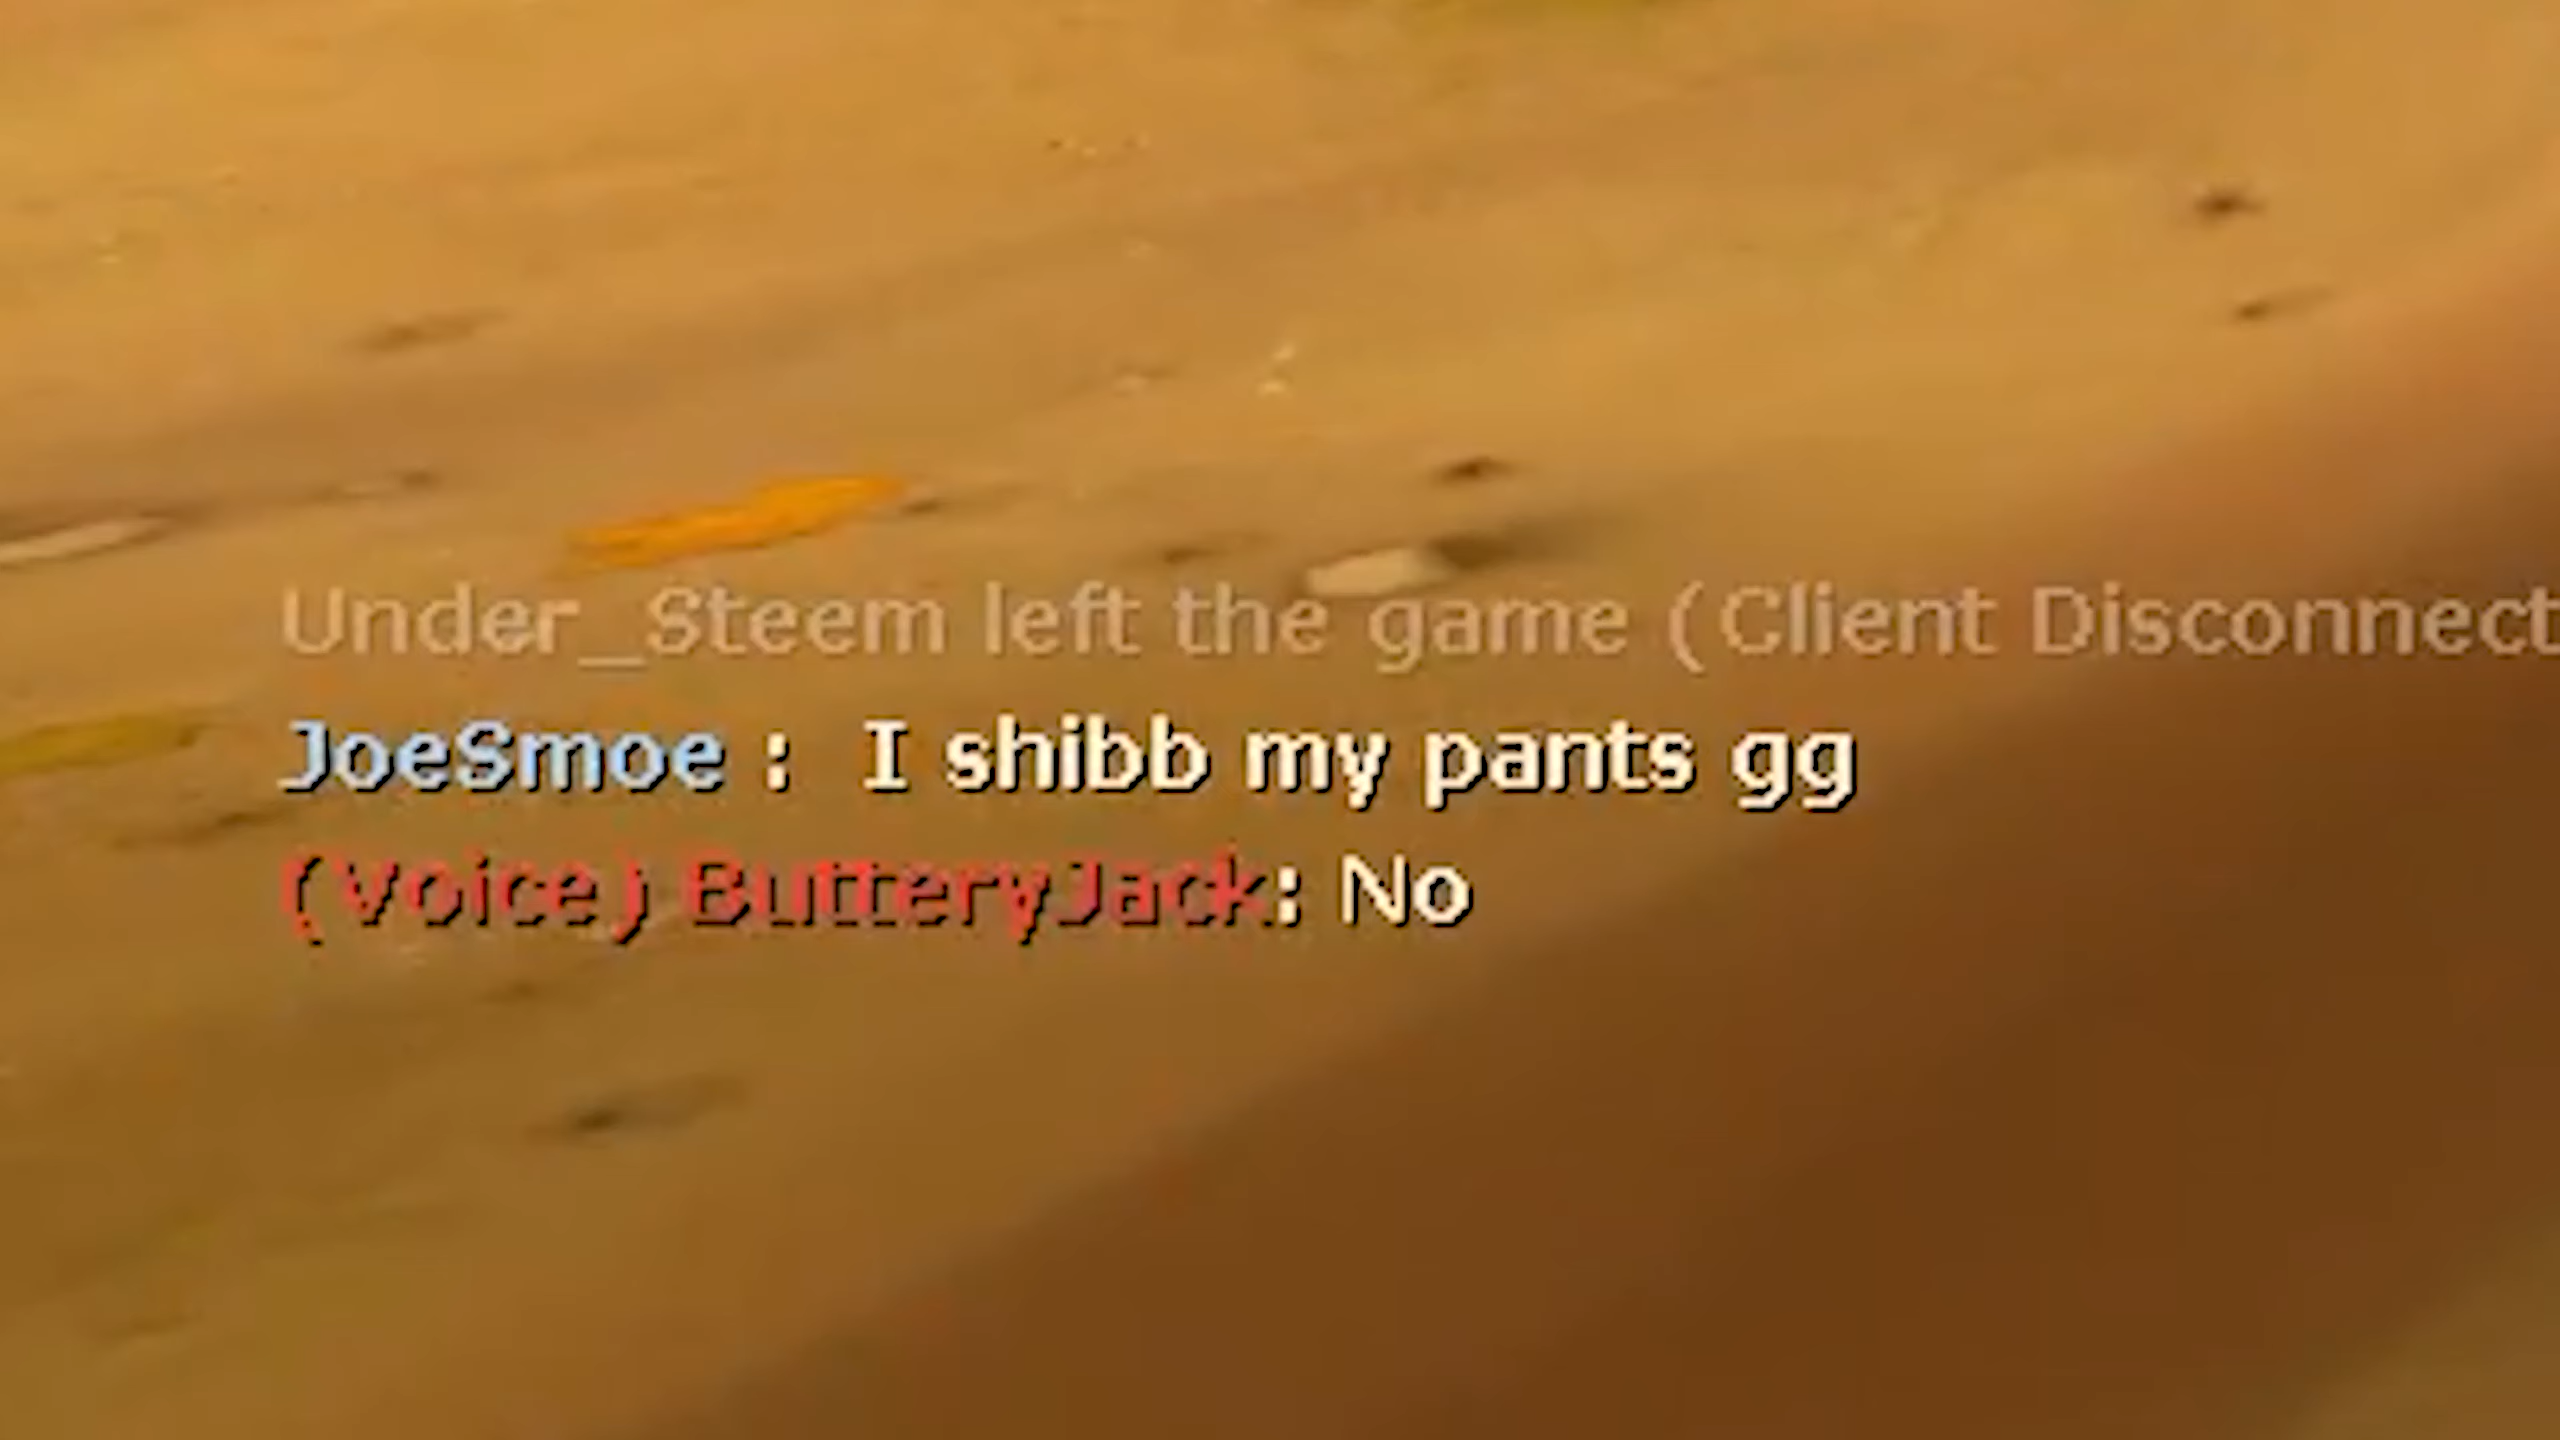 Under_Steem left the game (Client Disconnect
JoeSmoe :  I shibb my pants gg
(Voice) ButteryJack: No